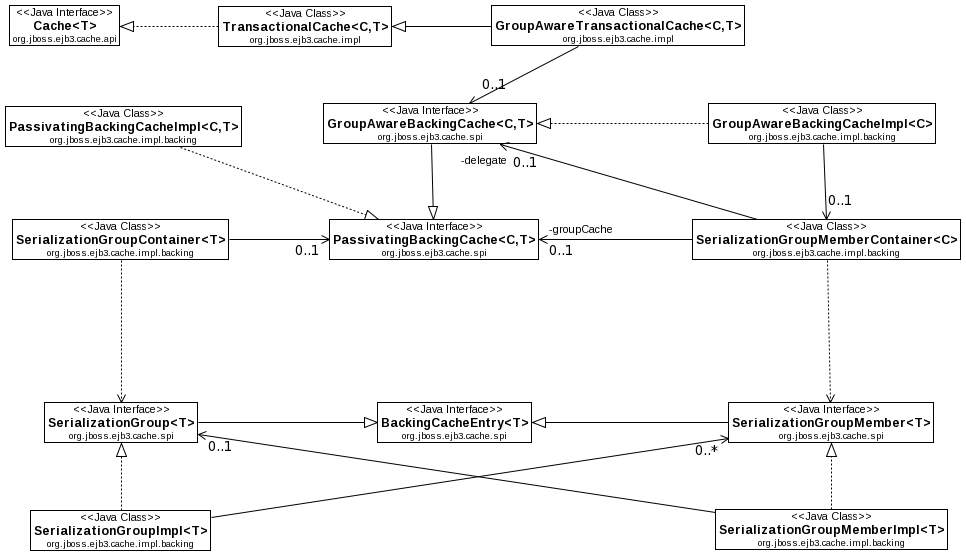 <<Java Interface>>
Cache<T>
org.jboss.ejb3.cache.api
<<Java Class>>
TransactionalCache<C,T>
org.jboss.ejb3.cache.impl
<<Java Class>>
GroupAwareTransactionalCache<C,T>
org.jboss.ejb3.cache.impl
0..1
<<Java Class>>
PassivatingBackingCacheImpl<C,T>
org.jboss.ejb3.cache.impl.backing
<<Java Interface>>
GroupAwareBackingCache<C,T>
org.jboss.ejb3.cache.spi
<<Java Class>>
GroupAwareBackingCacheImpl<C>
org.jboss.ejb3.cache.impl.backing
-delegate
0..1
0..1
<<Java Class>>
SerializationGroupContainer<T>
org.jboss.ejb3.cache.impl.backing
0..1
<<Java Interface>>
PassivatingBackingCache<C,T>
org.jboss.ejb3.cache.spi
-groupCache
0..1
<<Java Class>>
SerializationGroupMemberContainer<C>
org.jboss.ejb3.cache.impl.backing
<<Java Interface>>
SerializationGroup<T>
org.jboss.ejb3.cache.spi
<<Java Interface>>
BackingCacheEntry<T>
org.jboss.ejb3.cache.spi
<<Java Interface>>
SerializationGroupMember<T>
org.jboss.ejb3.cache.spi
0..1
0..*
<<Java Class>>
SerializationGroupImpl<T>
org.jboss.ejb3.cache.impl.backing
<<Java Class>>
SerializationGroupMemberImpl<T>
org.jboss.ejb3.cache.impl.backing